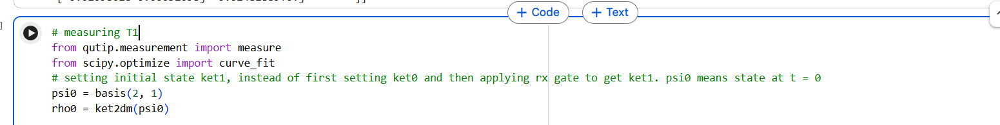 + Code + Text
# measuring T1
from qutip.measurement import measure
from scipy.optimize import curve_fit
# setting initial state ket1, instead of first setting ket0 and then applying rx gate to get ket1. psi0 means state at t = 0
psi0 = basis(2, 1)
rho0 = ket2dm(psi0)